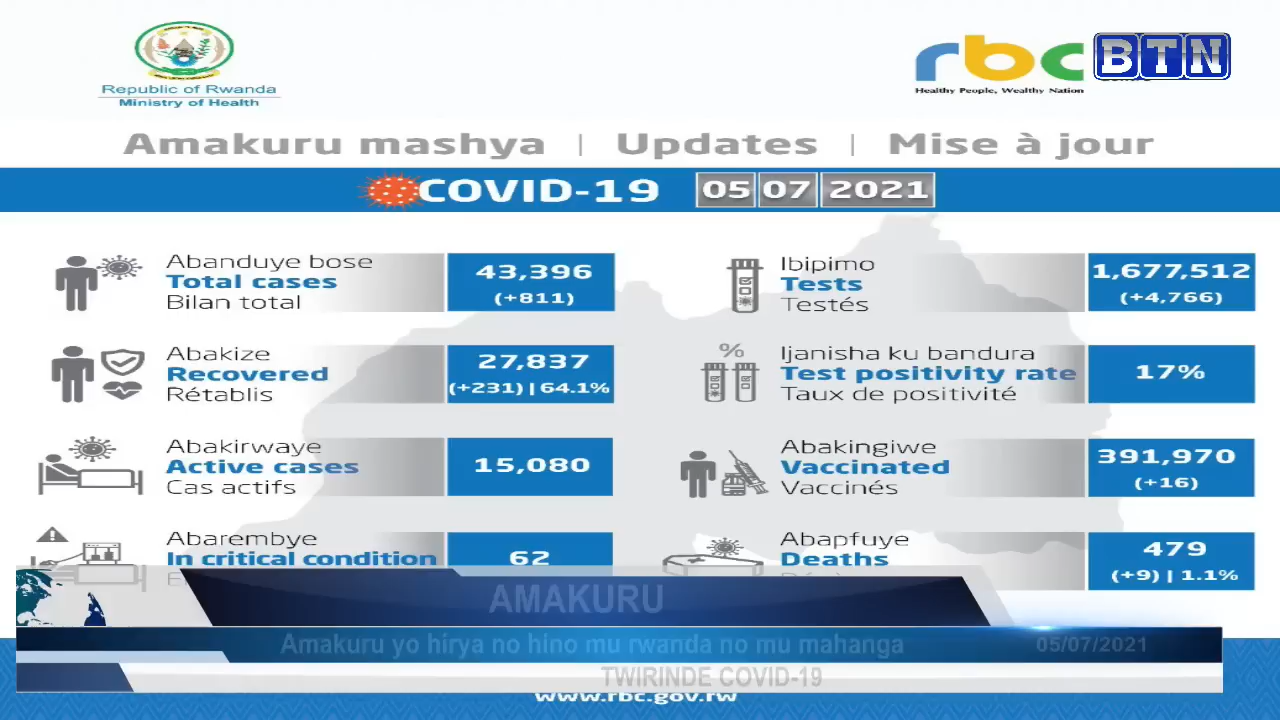 Republic of Rwanda
Ministry of Health
rbc
BTN
Healthy People, Wealthy Nation
Amakuru mashya | Updates | Mise à jour
COVID-19 05 07 2021
Abanduye bose
Total cases
Bilan total
43,396
(+811)
Ibipimo
Tests
Testés
1,677,512
(+4,766)
Abakize
Recovered
Rétablis
27,837
(+231) | 64.1%
%
Ijanisha ku bandura
Test positivity rate
Taux de positivité
17%
Abakirwaye
Active cases
Cas actifs
15,080
Abakingiwe
Vaccinated
Vaccinés
391,970
(+16)
Abarembye
In critical condition
62
Abapfuye
Deaths
479
(+9) | 1.1%
AMAKURU
Amakuru yo hirya no hino mu rwanda no mu mahanga
05/07/2021
TWIRINDE COVID-19
www.rbc.gov.rw